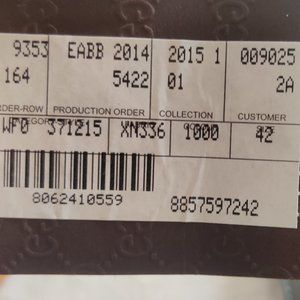 9353 EABB 2014 2015 1 009025
164 5422 01 2A
RDER-ROW PRODUCTION ORDER COLLECTION CUSTOMER
WF0 371215 XN336 1000 42
8062410559
8857597242